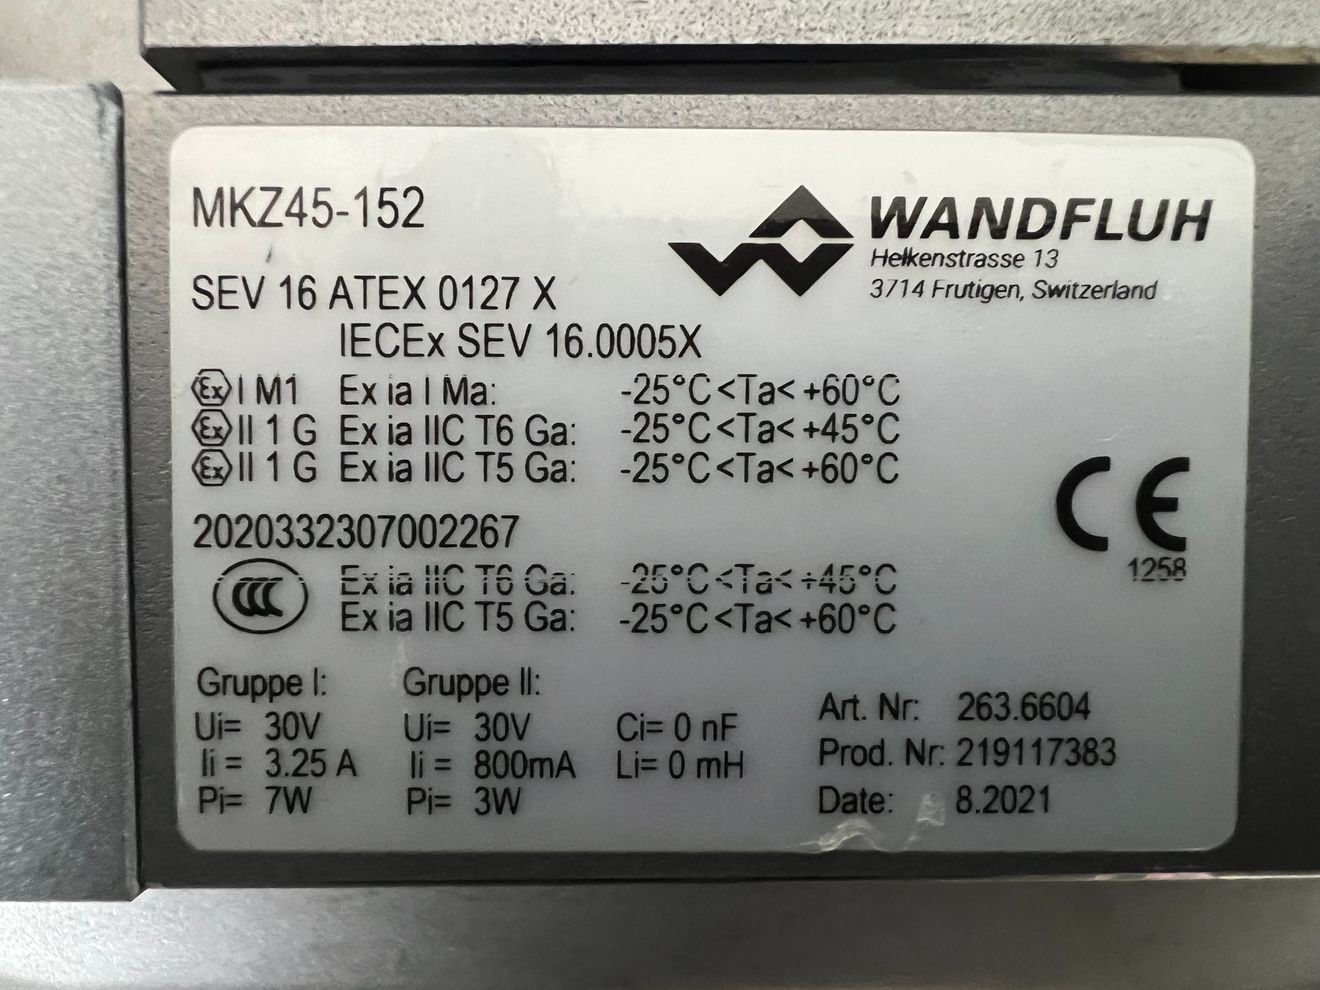 MKZ45-152
WANDFLUH
Helkenstrasse 13
3714 Frutigen, Switzerland
SEV 16 ATEX 0127 X
IECEx SEV 16.0005X
Ex I M1 Ex ia I Ma: -25°C<Ta< +60°C
Ex II 1 G Ex ia IIC T6 Ga: -25°C<Ta< +45°C
Ex II 1 G Ex ia IIC T5 Ga: -25°C<Ta< +60°C
CE
1258
2020332307002267
CCC Ex ia IIC T6 Ga: -25°C<Ta< +45°C
Ex ia IIC T5 Ga: -25°C<Ta< +60°C
Gruppe I: Gruppe II:
Ui= 30V Ui= 30V Ci= 0 nF
Ii = 3.25 A Ii = 800mA Li= 0 mH
Pi= 7W Pi= 3W
Art. Nr: 263.6604
Prod. Nr: 219117383
Date: 8.2021